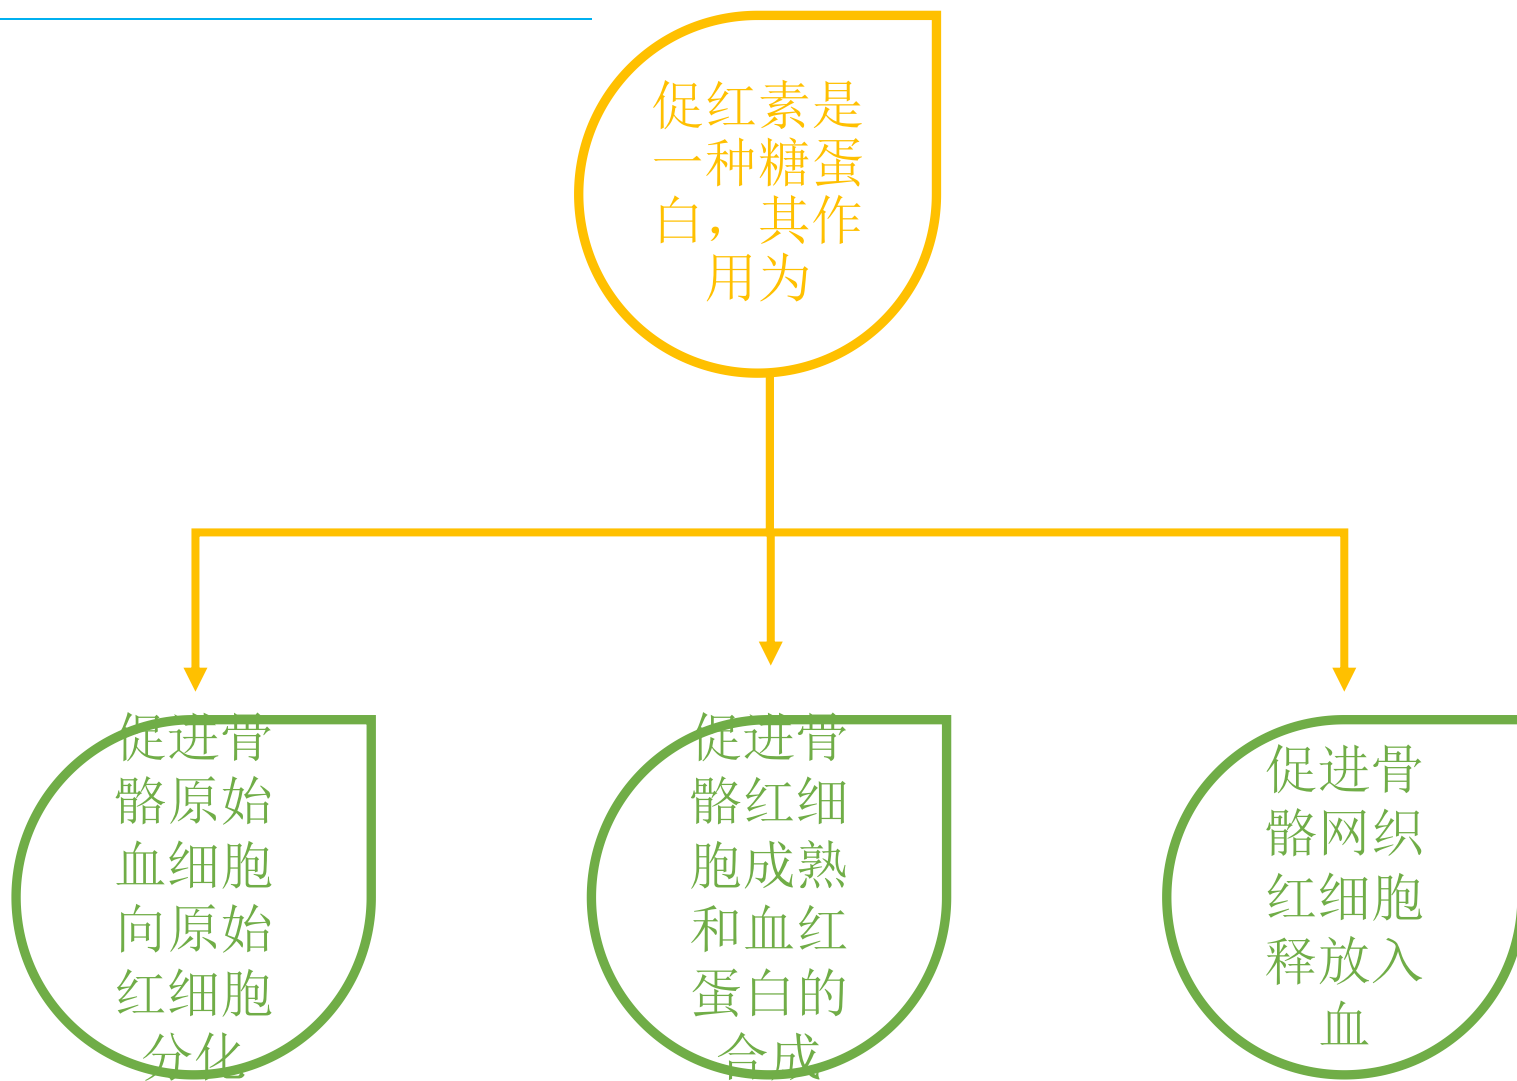 促红素是
一种糖蛋
白，其作
用为
促进骨
骼原始
血细胞
向原始
红细胞
分化
促进骨
骼红细
胞成熟
和血红
蛋白的
合成
促进骨
骼网织
红细胞
释放入
血